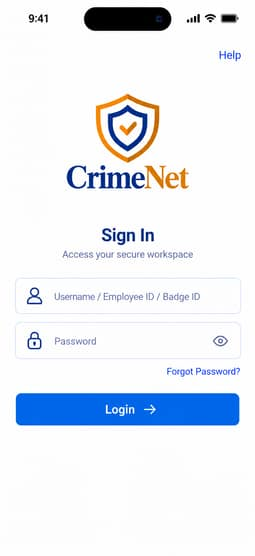 9:41
Help
CrimeNet
Sign In
Access your secure workspace
Username / Employee ID / Badge ID
Password
Forgot Password?
Login